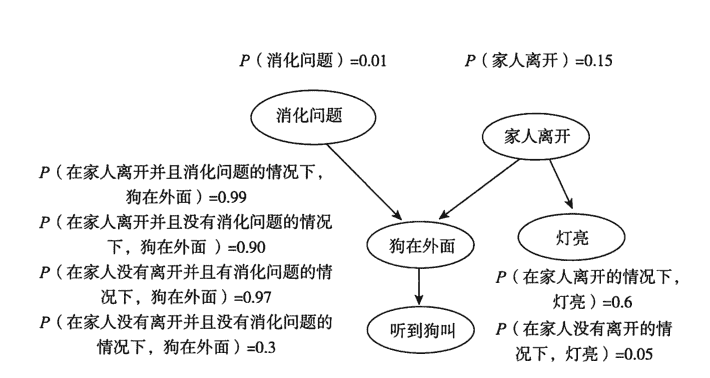 P（消化问题）=0.01
P（家人离开）=0.15
消化问题
家人离开
P（在家人离开并且消化问题的情况下，
狗在外面）=0.99
P（在家人离开并且没有消化问题的情况
下，狗在外面 ）=0.90
P（在家人没有离开并且有消化问题的情
况下，狗在外面）=0.97
P（在家人没有离开并且没有消化问题的
情况下，狗在外面）=0.3
狗在外面
灯亮
P（在家人离开的情况下，
灯亮）=0.6
P（在家人没有离开的情
况下，灯亮）=0.05
听到狗叫